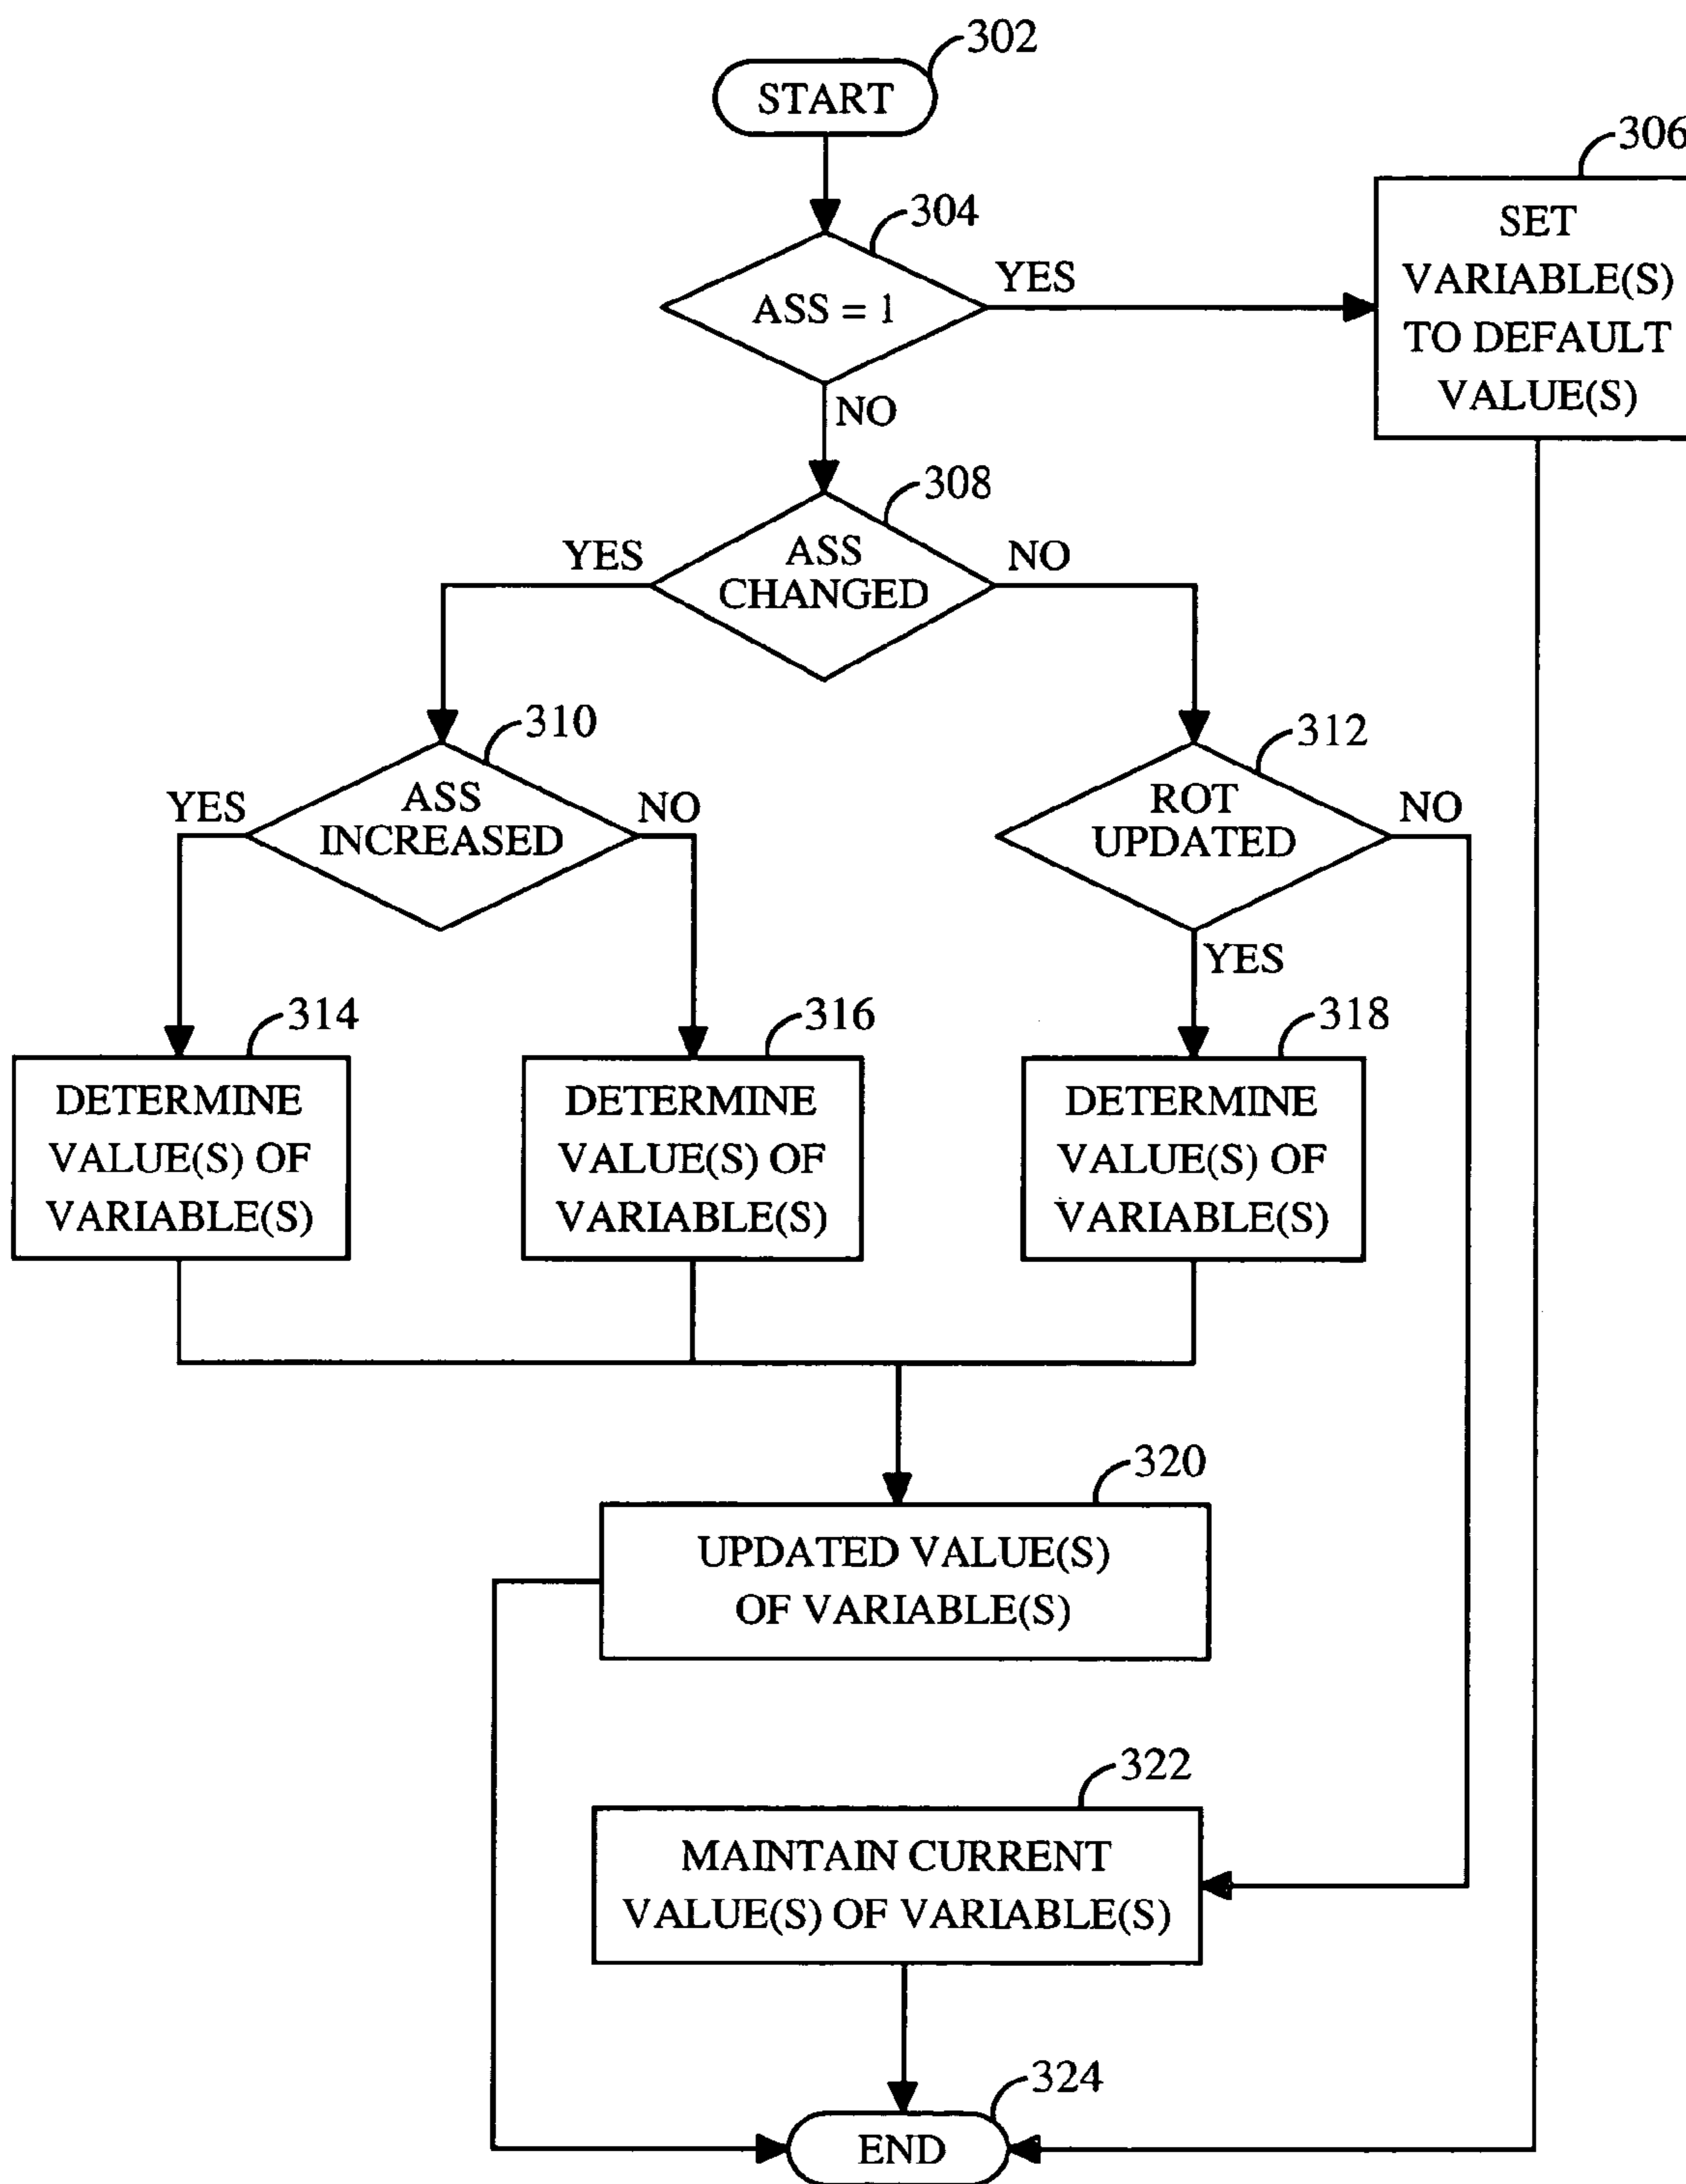 302
START
306
304
SET
VARIABLE(S)
TO DEFAULT
VALUE(S)
ASS = 1
YES
NO
308
YES
ASS
CHANGED
NO
310
312
YES
ASS
INCREASED
NO
ROT
UPDATED
NO
YES
314
316
318
DETERMINE
VALUE(S) OF
VARIABLE(S)
DETERMINE
VALUE(S) OF
VARIABLE(S)
DETERMINE
VALUE(S) OF
VARIABLE(S)
320
UPDATED VALUE(S)
OF VARIABLE(S)
322
MAINTAIN CURRENT
VALUE(S) OF VARIABLE(S)
324
END